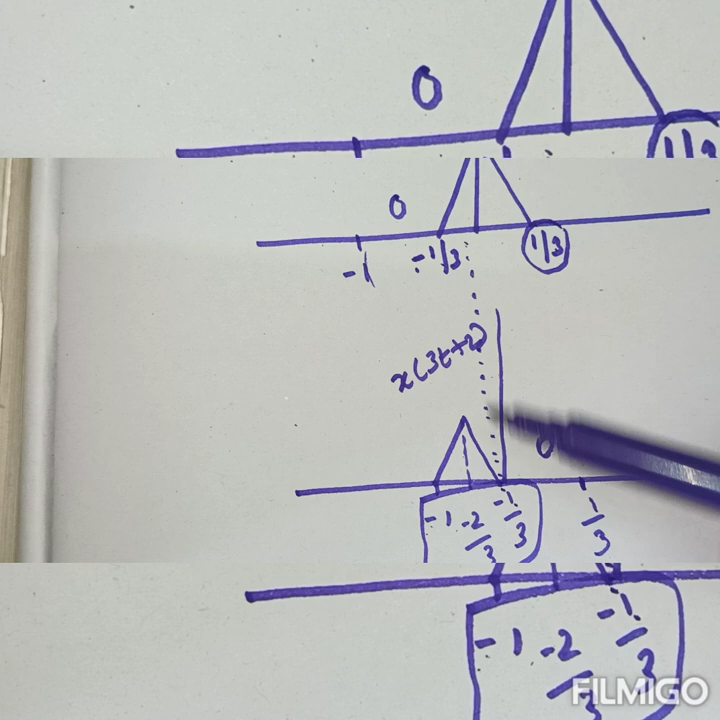 0
1/3
0
-1 -1/3 1/3
x(3t+2)
0
-1 -2/3 -1/3 1/3
-1 -2/3 -1/3
FILMIGO